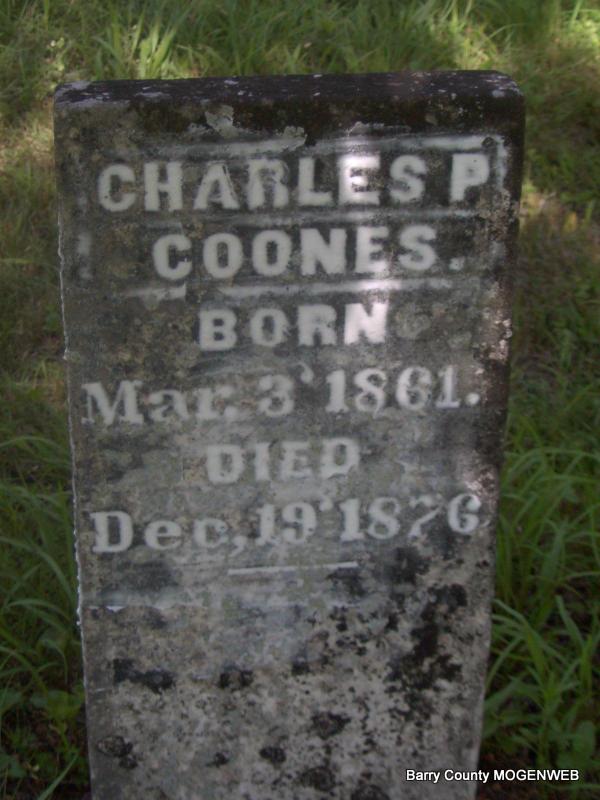 CHARLES P
COONES.
BORN
Mar. 3' 1861.
DIED
Dec, 19' 1876
Barry County MOGENWEB